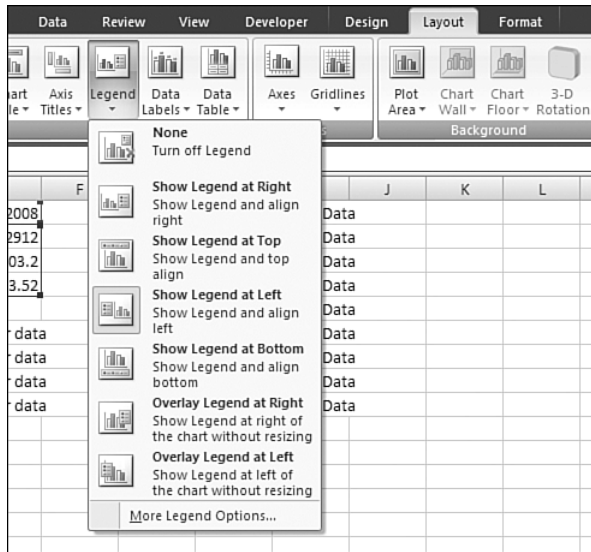 Data Review View Developer Design Layout Format
Axis Legend Data Data Axes Gridlines Plot Chart Chart 3-D
Titles Labels Table Area Wall Floor Rotation
Background
None
Turn off Legend
F J K L
Show Legend at Right
2008 Show Legend and align Data
right
2912 Show Legend at Top Data
03.2 Show Legend and top Data
align
3.52 Show Legend at Left Data
Show Legend and align Data
left
r data Data
Show Legend at Bottom
r data Show Legend and align Data
bottom
r data Data
Overlay Legend at Right
r data Data
Show Legend at right of
the chart without resizing
Overlay Legend at Left
Show Legend at left of
the chart without resizing
More Legend Options...